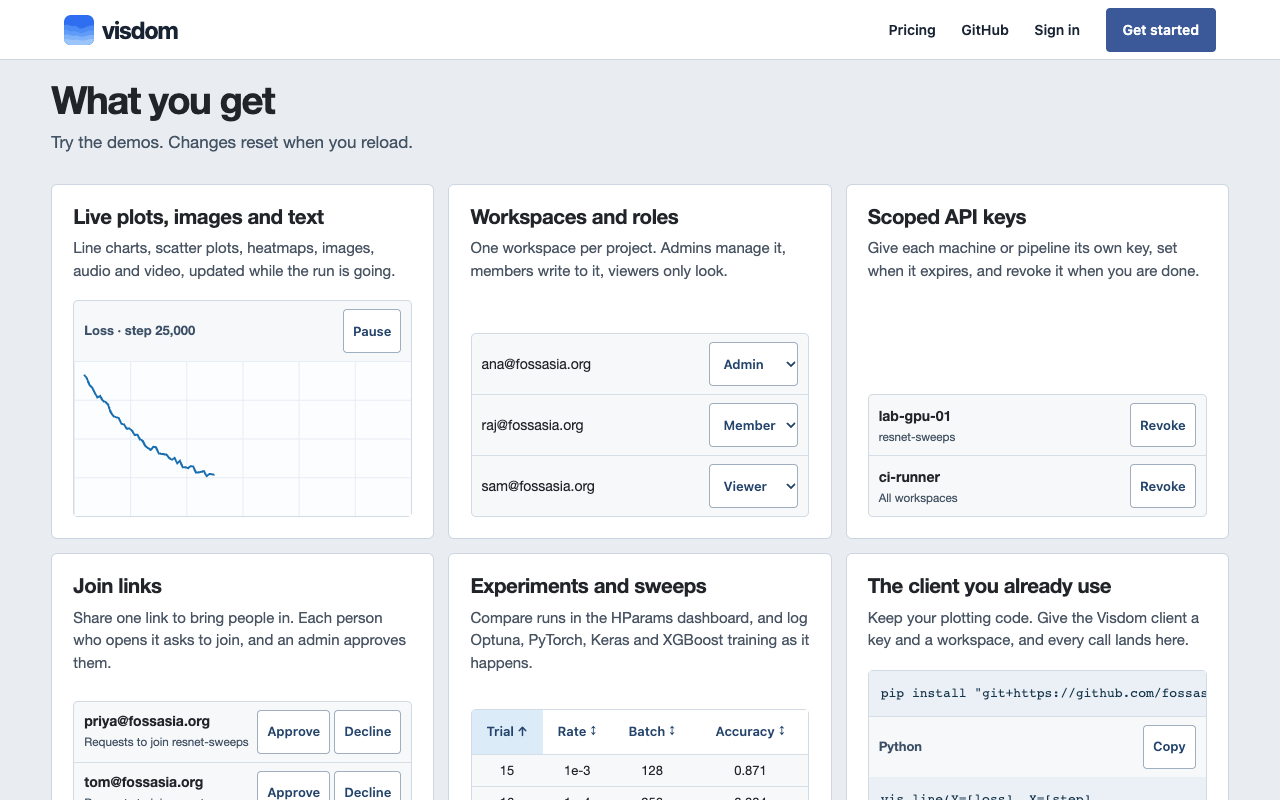 visdom
Pricing
GitHub
Sign in
Get started
What you get
Try the demos. Changes reset when you reload.
Live plots, images and text
Line charts, scatter plots, heatmaps, images,
audio and video, updated while the run is going.
Loss · step 25,000
Pause
Workspaces and roles
One workspace per project. Admins manage it,
members write to it, viewers only look.
ana@fossasia.org
Admin
raj@fossasia.org
Member
sam@fossasia.org
Viewer
Scoped API keys
Give each machine or pipeline its own key, set
when it expires, and revoke it when you are done.
lab-gpu-01
resnet-sweeps
Revoke
ci-runner
All workspaces
Revoke
Join links
Share one link to bring people in. Each person
who opens it asks to join, and an admin approves
them.
priya@fossasia.org
Requests to join resnet-sweeps
Approve
Decline
tom@fossasia.org
Approve
Decline
Experiments and sweeps
Compare runs in the HParams dashboard, and log
Optuna, PyTorch, Keras and XGBoost training as it
happens.
Trial ↑ Rate ↕ Batch ↕ Accuracy ↕
15 1e-3 128 0.871
The client you already use
Keep your plotting code. Give the Visdom client a
key and a workspace, and every call lands here.
pip install "git+https://github.com/fossas
Python
Copy
vis.line(Y=[loss], X=[step],